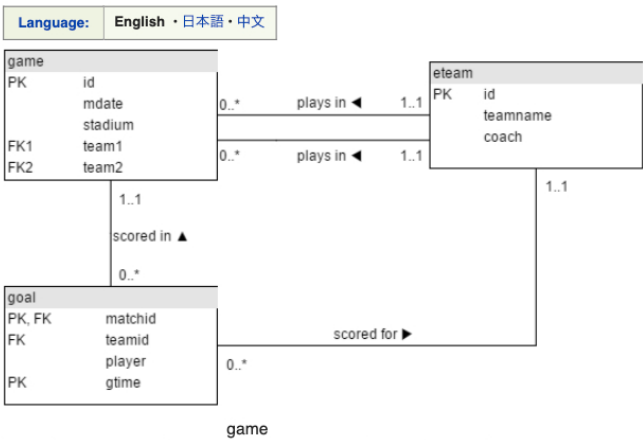 Language: English • 日本語 • 中文
game
PK id
mdate
stadium
FK1 team1
FK2 team2
eteam
PK id
teamname
coach
0..* plays in ◀ 1..1
0..* plays in ◀ 1..1
1..1
scored in ▲
0..*
1..1
goal
PK, FK matchid
FK teamid
player
PK gtime
scored for ▶
0..*
game